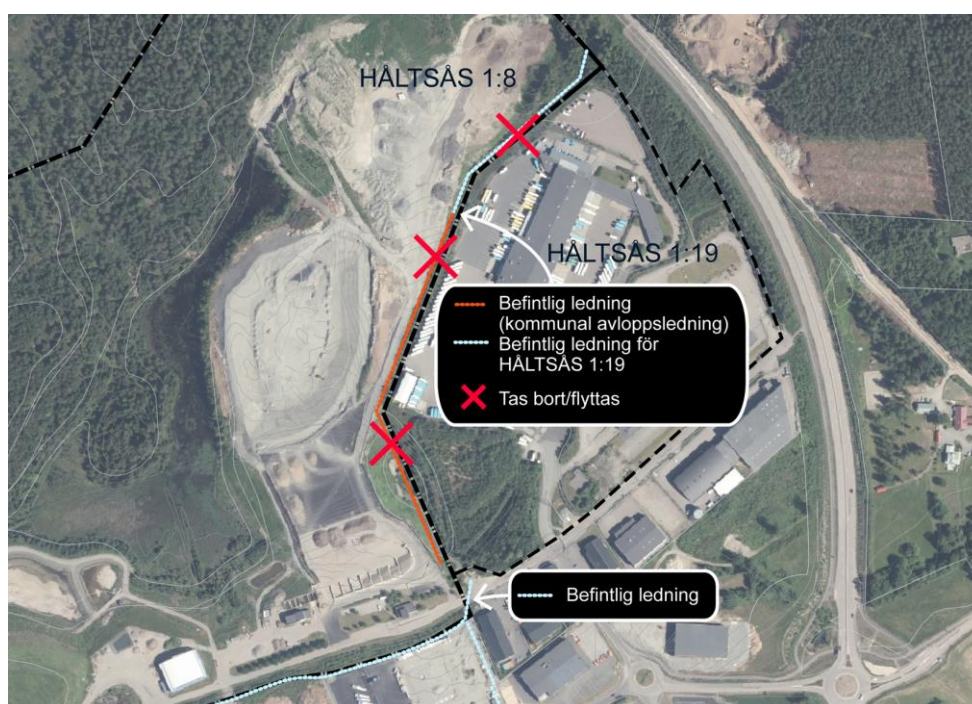 HÅLTSÅS 1:8
HÅLTSÅS 1:19
Befintlig ledning
(kommunal avloppsledning)
Befintlig ledning för
HÅLTSÅS 1:19
Tas bort/flyttas
Befintlig ledning